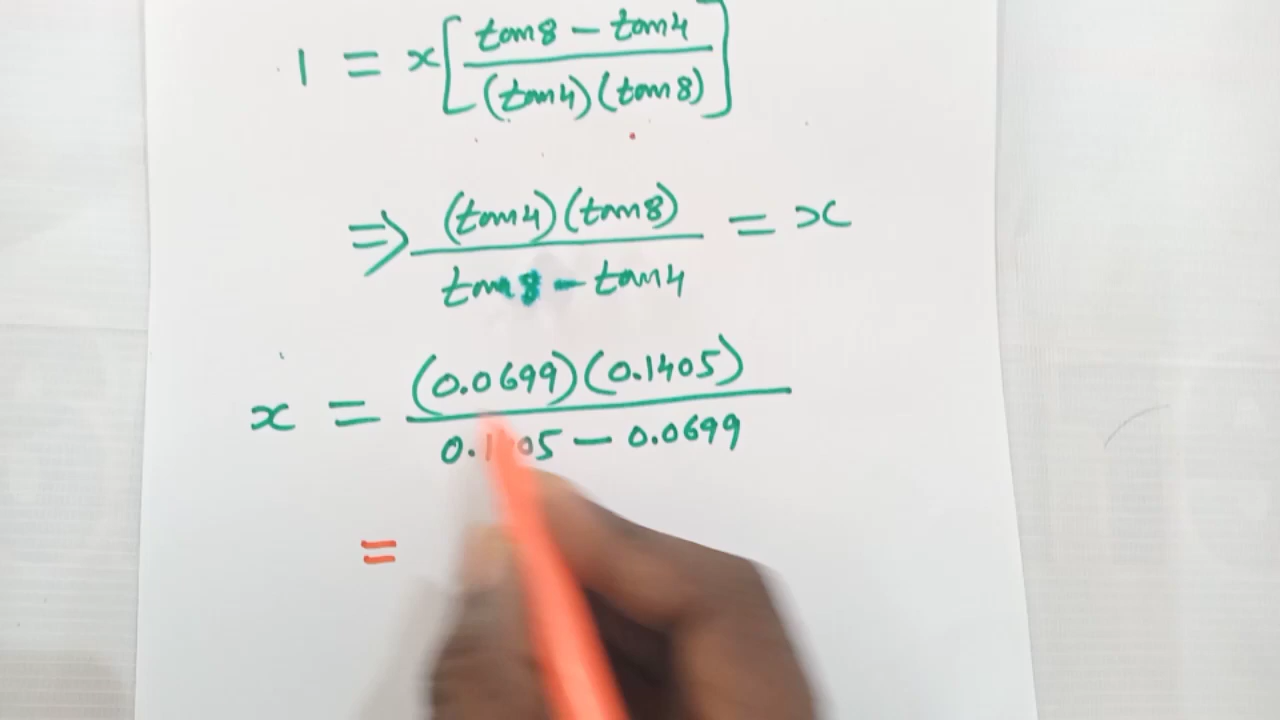 1 = x[(tan8 - tan4) / ((tan4)(tan8))]
⇒ (tan4)(tan8) / (tan8 - tan4) = x
x = (0.0699)(0.1405) / (0.1405 - 0.0699)
=